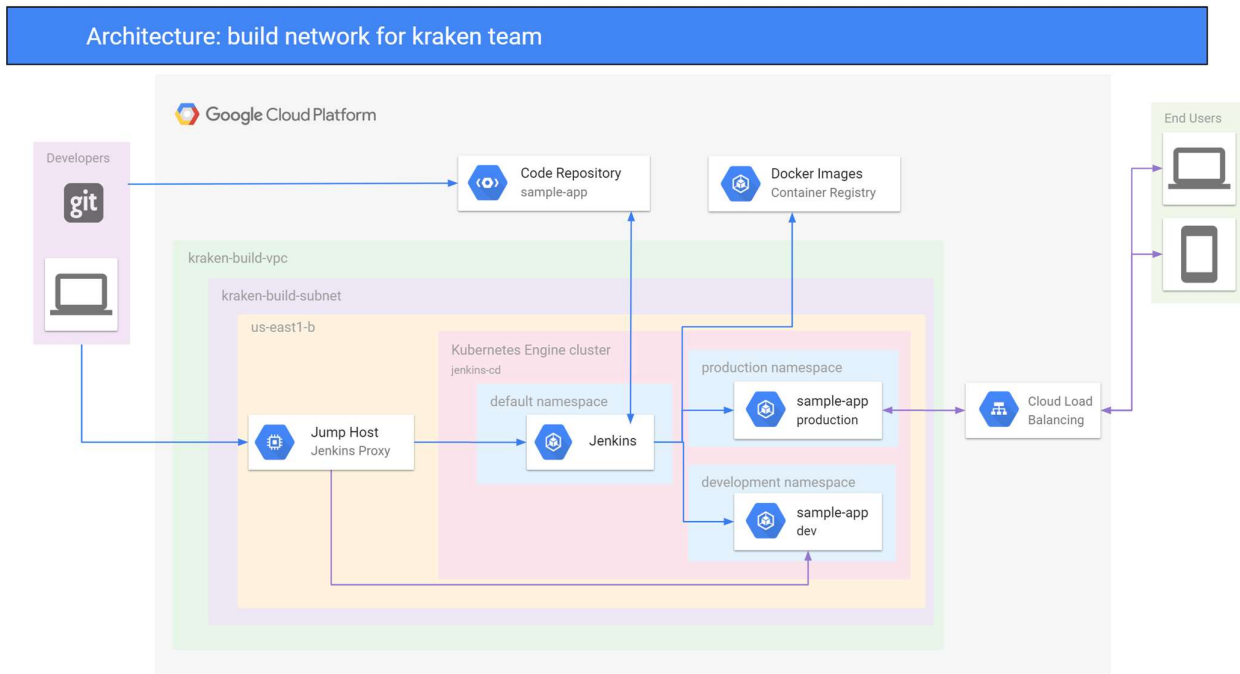 Architecture: build network for kraken team
Google Cloud Platform
Developers
git
End Users
Code Repository
sample-app
Docker Images
Container Registry
kraken-build-vpc
kraken-build-subnet
us-east1-b
Kubernetes Engine cluster
jenkins-cd
default namespace
Jenkins
Jump Host
Jenkins Proxy
production namespace
sample-app
production
development namespace
sample-app
dev
Cloud Load
Balancing